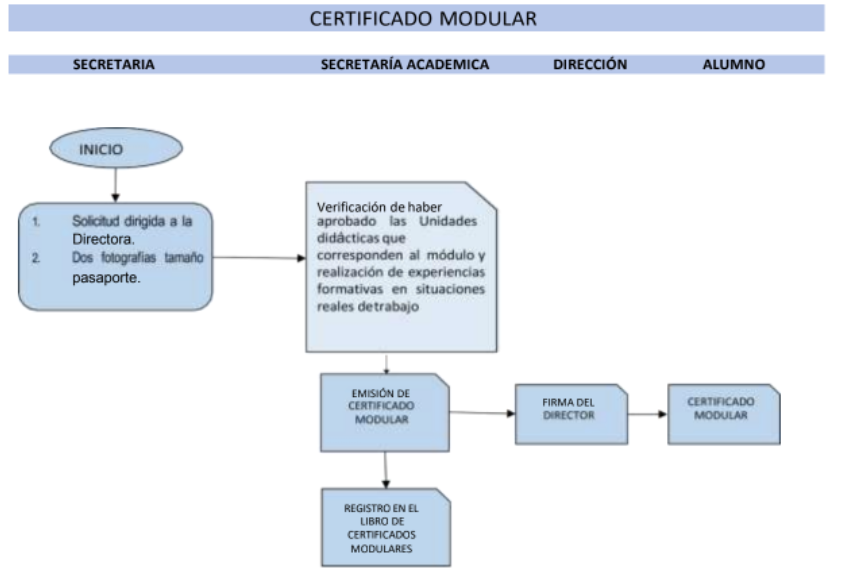 CERTIFICADO MODULAR
SECRETARIA SECRETARÍA ACADEMICA DIRECCIÓN ALUMNO
INICIO
1. Solicitud dirigida a la
Directora.
2. Dos fotografías tamaño
pasaporte.
Verificación de haber
aprobado las Unidades
didácticas que
corresponden al módulo y
realización de experiencias
formativas en situaciones
reales detrabajo
EMISIÓN DE
CERTIFICADO
MODULAR
FIRMA DEL
DIRECTOR
CERTIFICADO
MODULAR
REGISTRO EN EL
LIBRO DE
CERTIFICADOS
MODULARES